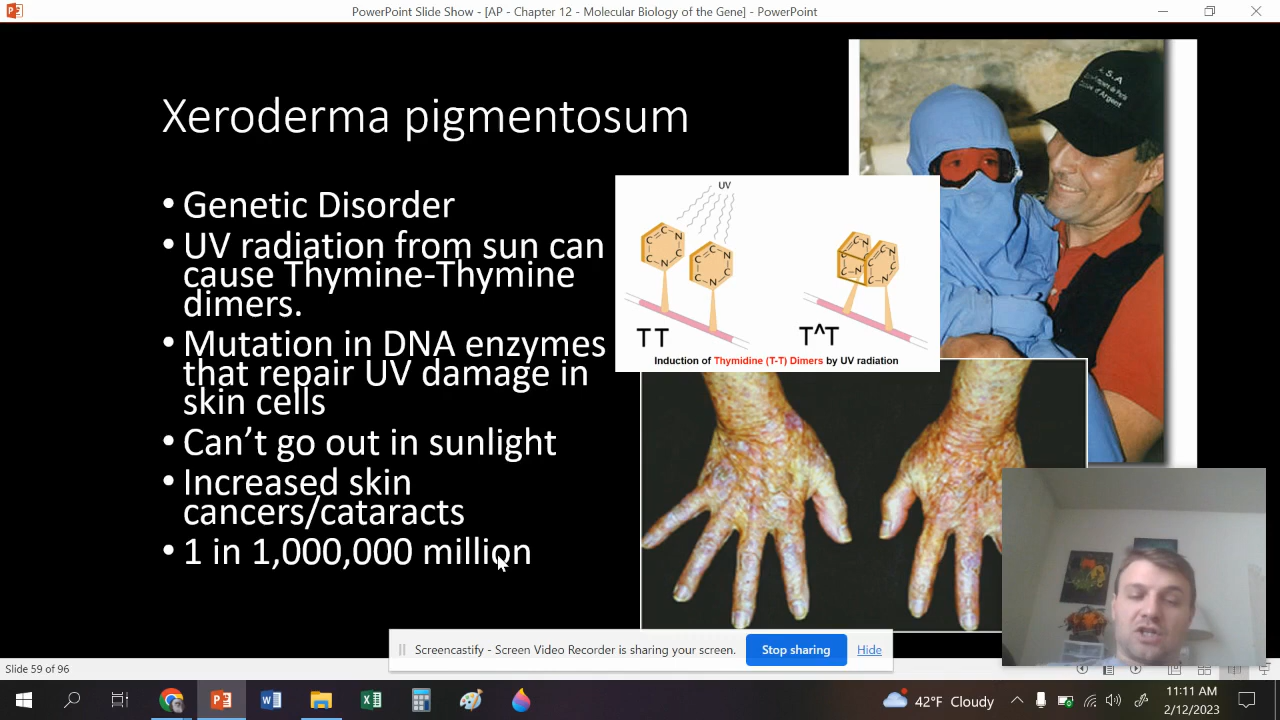 PowerPoint Slide Show - [AP - Chapter 12 - Molecular Biology of the Gene] - PowerPoint
Xeroderma pigmentosum
• Genetic Disorder
• UV radiation from sun can
cause Thymine-Thymine
dimers.
• Mutation in DNA enzymes
that repair UV damage in
skin cells
• Can’t go out in sunlight
• Increased skin
cancers/cataracts
• 1 in 1,000,000 million
A.S.A
UV
C C N C N C
C C N C N C
TT
T^T
Induction of Thymidine (T-T) Dimers by UV radiation
Screencastify - Screen Video Recorder is sharing your screen.
Stop sharing
Hide
Slide 59 of 96
42°F Cloudy
11:11 AM
2/12/2023